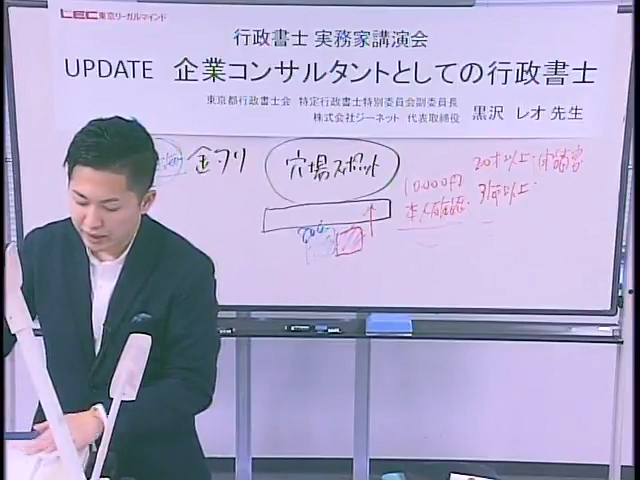 LEC東京リーガルマインド
行政書士 実務家講演会
UPDATE 企業コンサルタントとしての行政書士
東京都行政書士会 特定行政書士特別委員会副委員長
株式会社ジーネット 代表取締役 黒沢 レオ 先生
金フリ
穴場スポット
10000円
本人確認.
20才以上
31命以上.